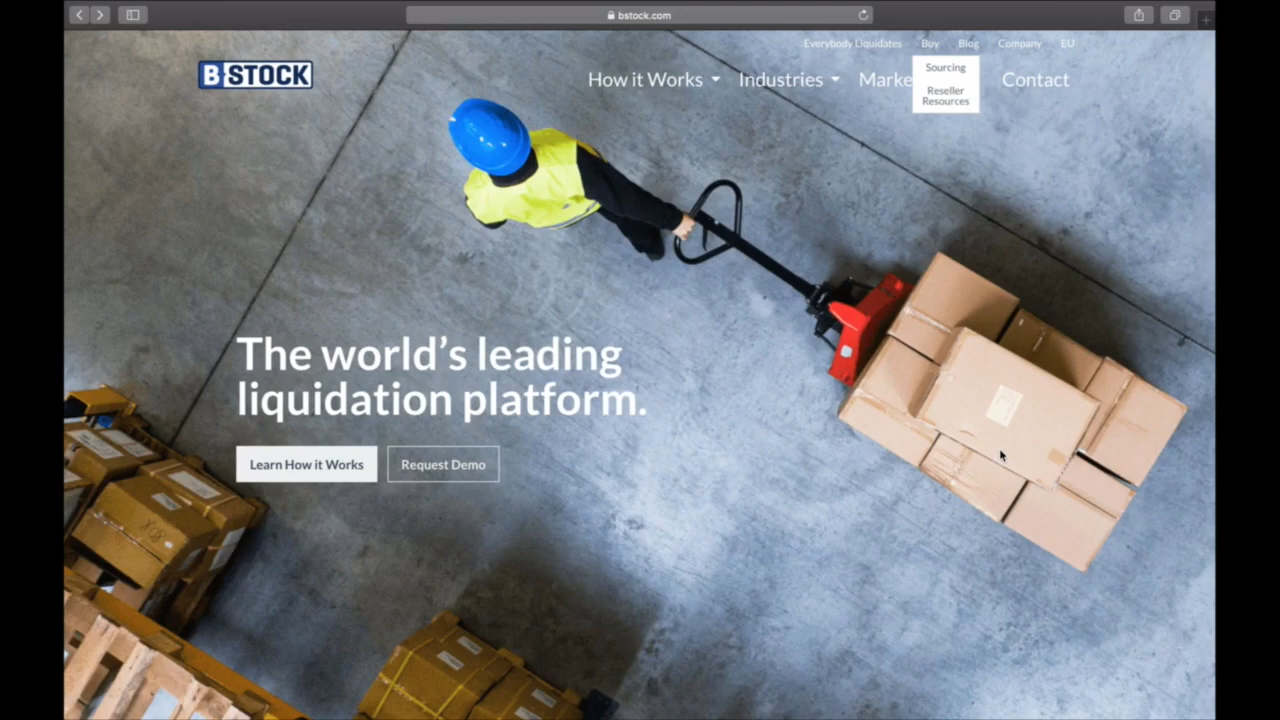 bstock.com
Everybody Liquidates Buy Blog Company EU
B-STOCK
How it Works Industries Marke Contact
Sourcing
Reseller
Resources
The world's leading
liquidation platform.
Learn How it Works Request Demo